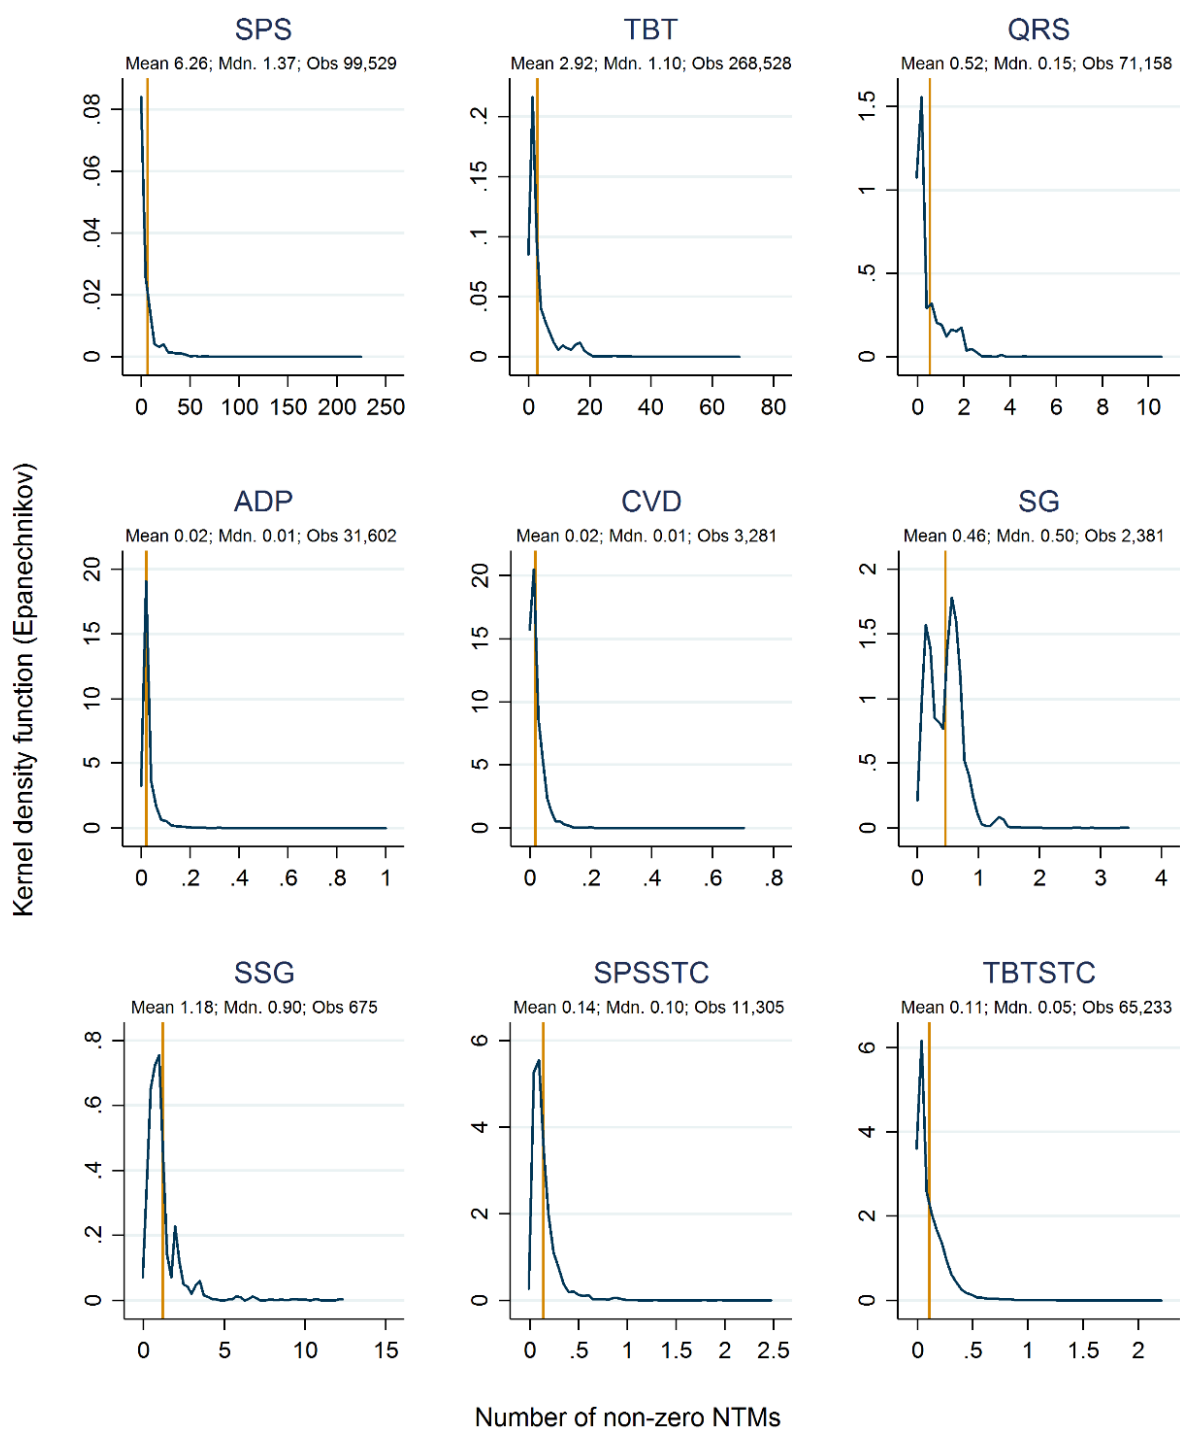 SPS
Mean 6.26; Mdn. 1.37; Obs 99,529
0 .02 .04 .06 .08
0 50 100 150 200 250
TBT
Mean 2.92; Mdn. 1.10; Obs 268,528
0 .05 .1 .15 .2
0 20 40 60 80
QRS
Mean 0.52; Mdn. 0.15; Obs 71,158
0 .5 1 1.5
0 2 4 6 8 10
Kernel density function (Epanechnikov)
ADP
Mean 0.02; Mdn. 0.01; Obs 31,602
0 5 10 15 20
0 .2 .4 .6 .8 1
CVD
Mean 0.02; Mdn. 0.01; Obs 3,281
0 5 10 15 20
0 .2 .4 .6 .8
SG
Mean 0.46; Mdn. 0.50; Obs 2,381
0 .5 1 1.5 2
0 1 2 3 4
SSG
Mean 1.18; Mdn. 0.90; Obs 675
0 .2 .4 .6 .8
0 5 10 15
SPSSTC
Mean 0.14; Mdn. 0.10; Obs 11,305
0 2 4 6
0 .5 1 1.5 2 2.5
TBTSTC
Mean 0.11; Mdn. 0.05; Obs 65,233
0 2 4 6
0 .5 1 1.5 2
Number of non-zero NTMs